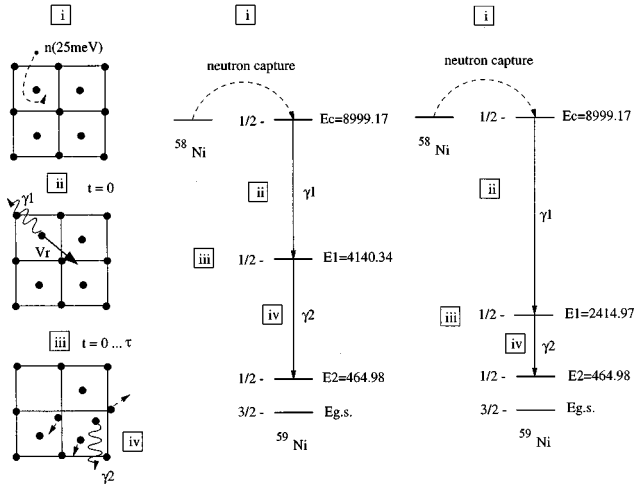 i
n(25meV)
ii
t = 0
γ1
Vr
iii
t = 0 ... τ
iv
γ2
i
neutron capture
1/2 -
Ec=8999.17
58Ni
ii
γ1
iii
1/2 -
E1=4140.34
iv
γ2
1/2 -
E2=464.98
3/2 -
Eg.s.
59Ni
i
neutron capture
1/2 -
Ec=8999.17
58Ni
ii
γ1
iii
1/2 -
E1=2414.97
iv
γ2
1/2 -
E2=464.98
3/2 -
Eg.s.
59Ni